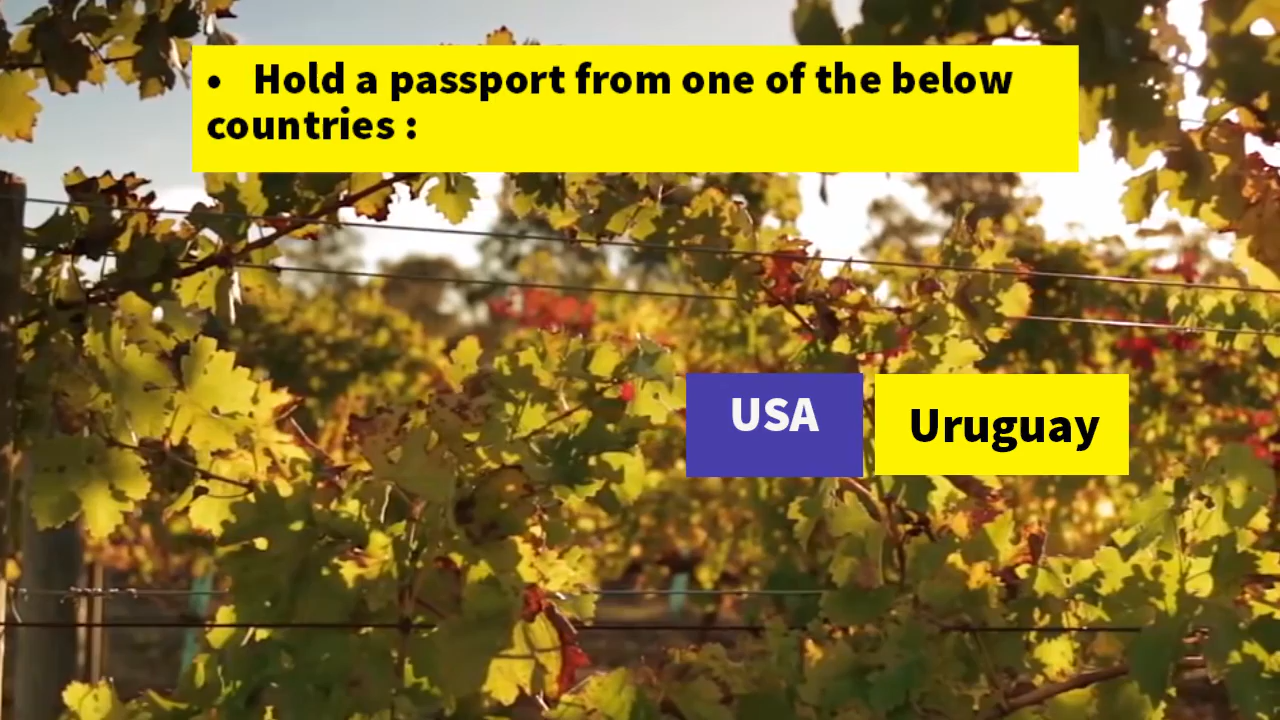 • Hold a passport from one of the below
countries :
USA
Uruguay